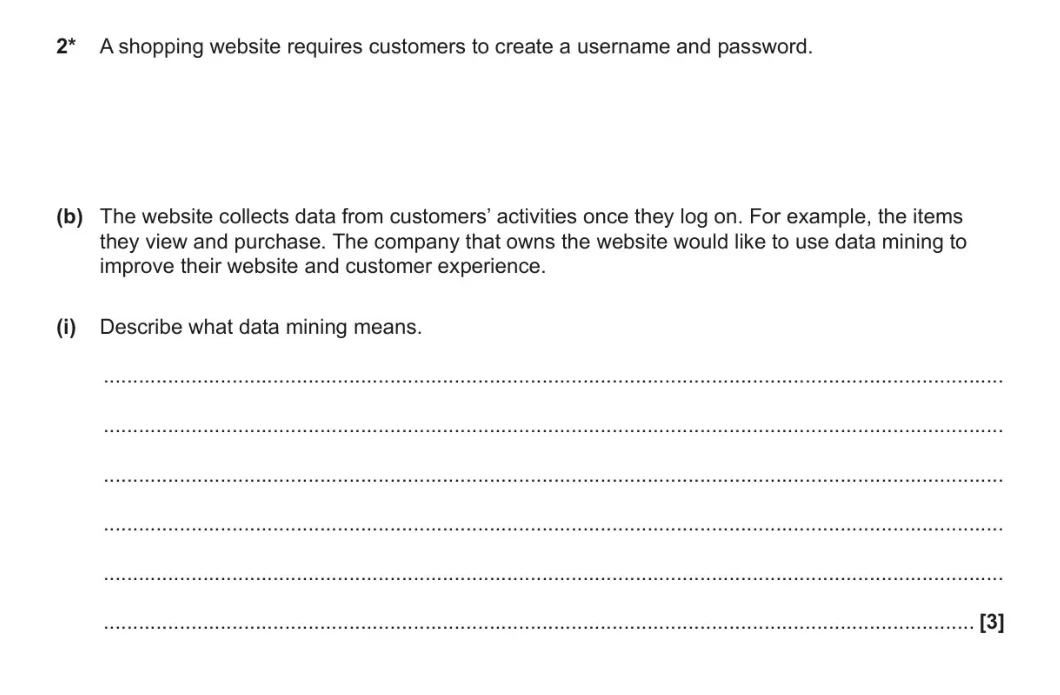 2* A shopping website requires customers to create a username and password.
(b) The website collects data from customers’ activities once they log on. For example, the items
they view and purchase. The company that owns the website would like to use data mining to
improve their website and customer experience.
(i) Describe what data mining means.
[3]